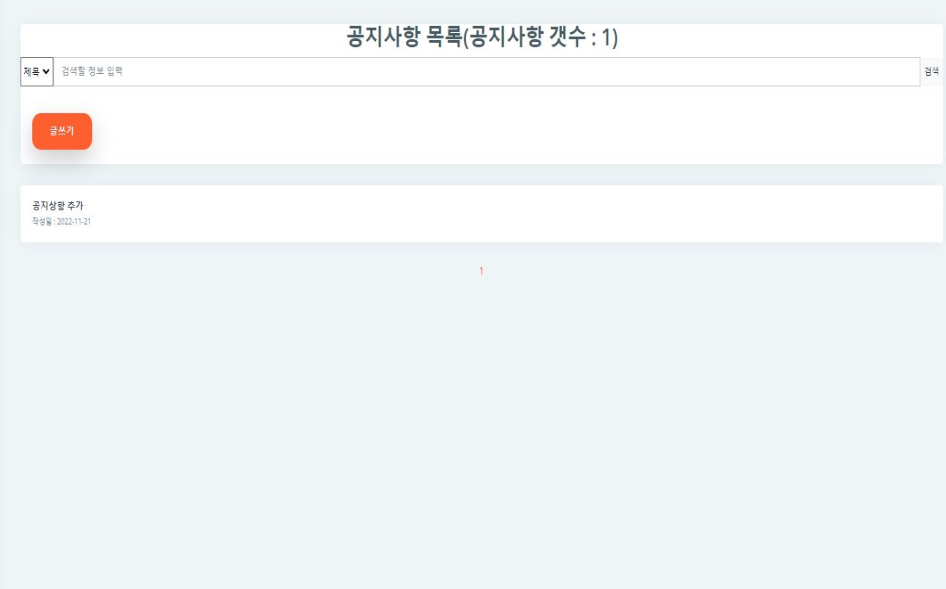 공지사항 목록(공지사항 갯수 : 1)
제목 검색할 정보 입력 검색
글쓰기
공지상항 추가
작성일 : 2022-11-21
1